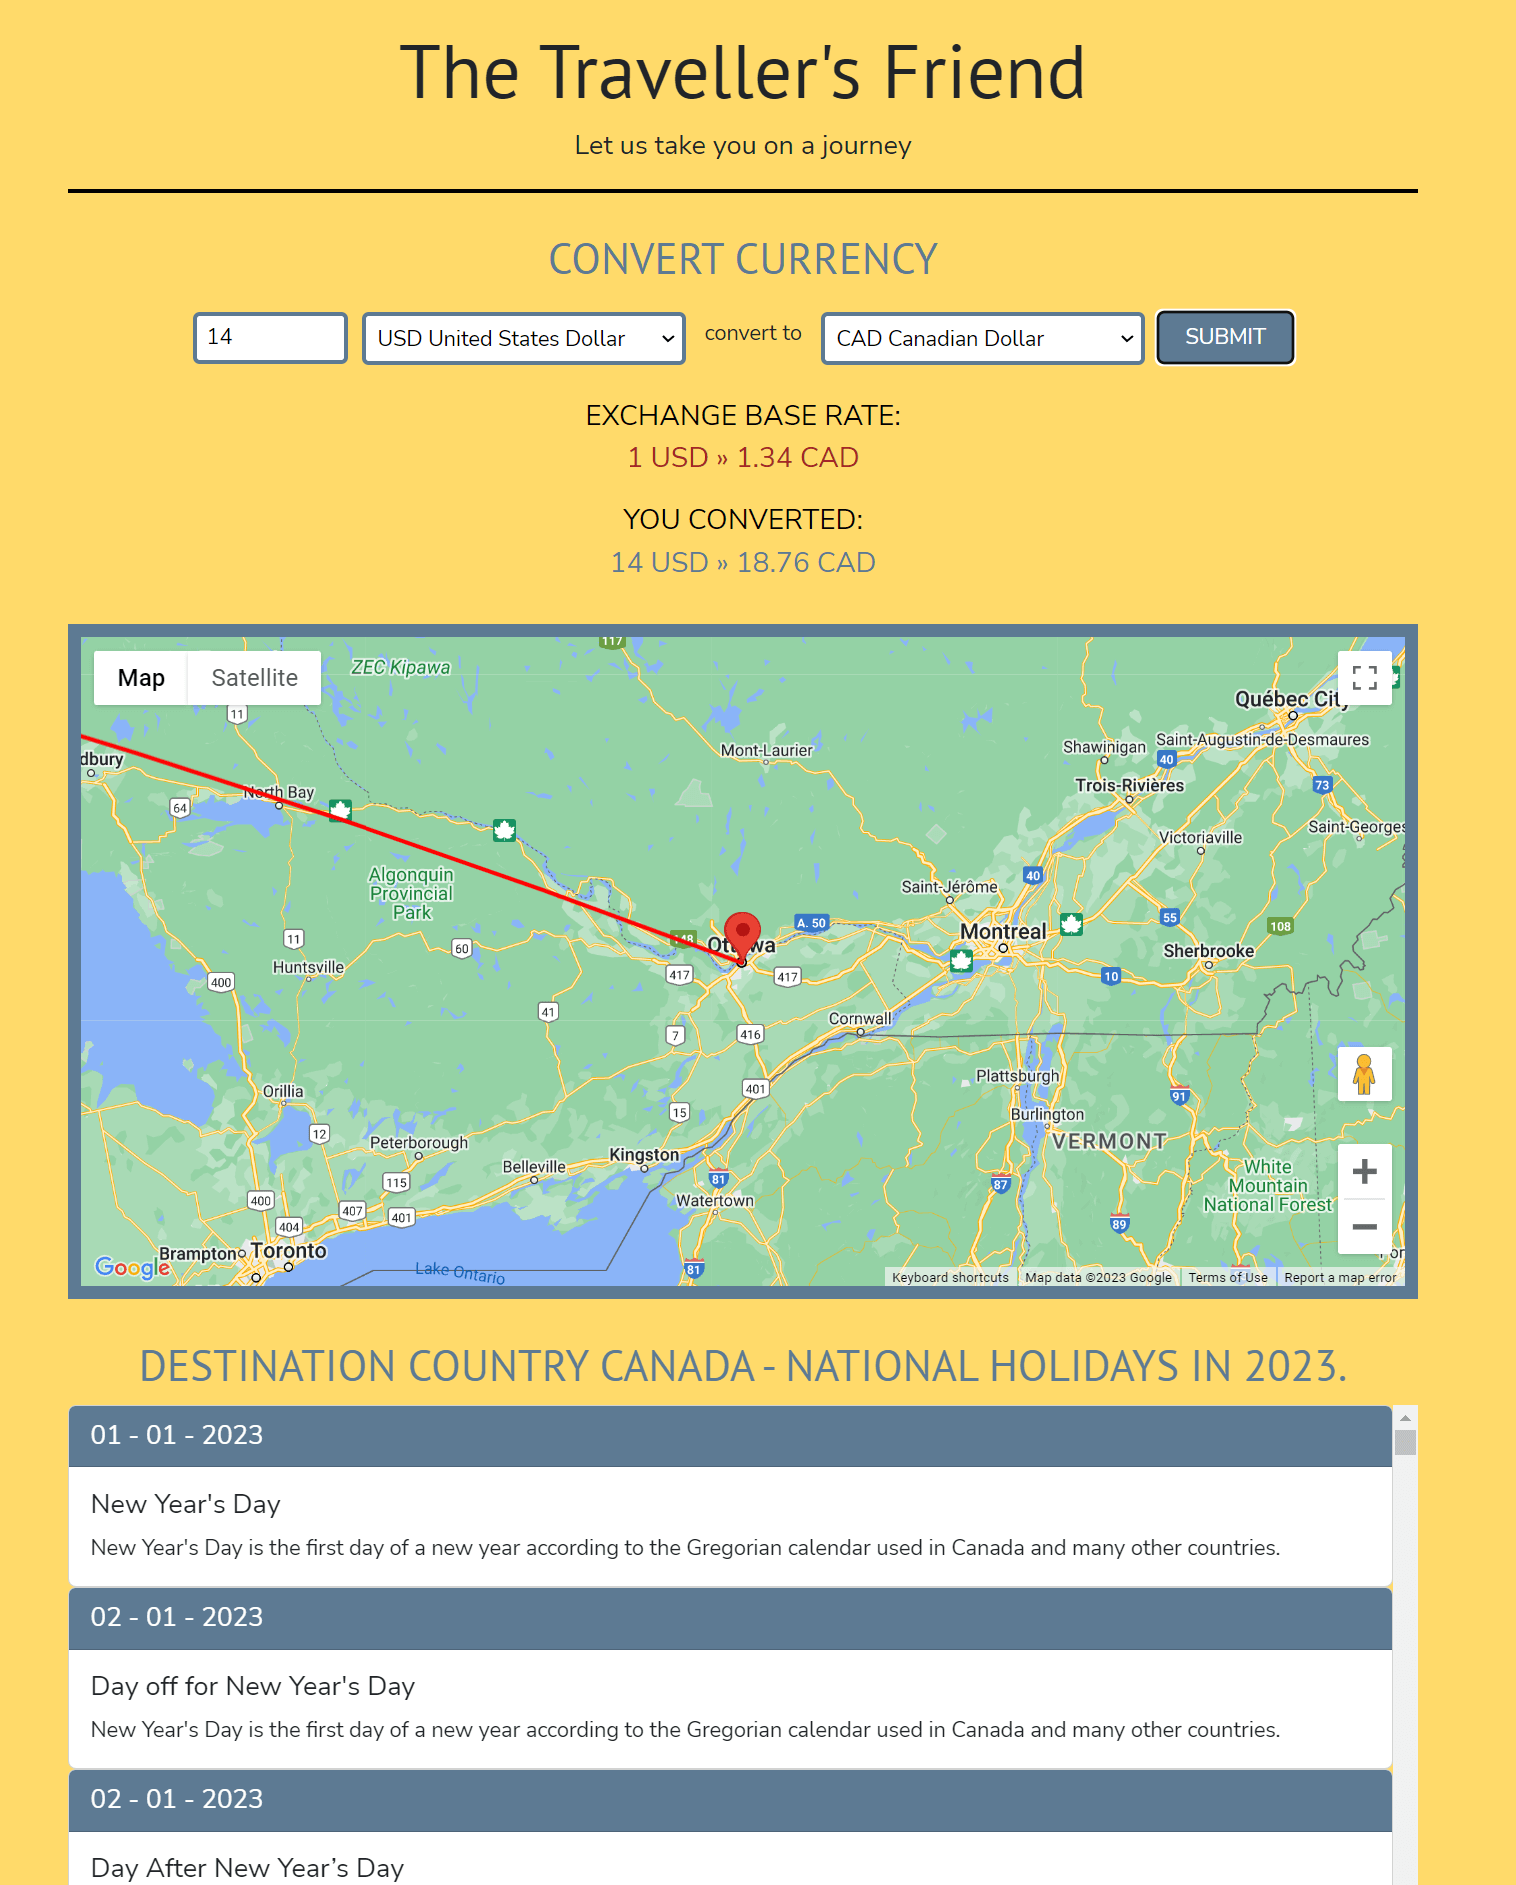 The Traveller's Friend
Let us take you on a journey
CONVERT CURRENCY
14
USD United States Dollar
convert to
CAD Canadian Dollar
SUBMIT
EXCHANGE BASE RATE:
1 USD » 1.34 CAD
YOU CONVERTED:
14 USD » 18.76 CAD
117
Map
Satellite
ZEC Kipawa
11
Québec City
Mont-Laurier
Shawinigan
Saint-Augustin-de-Desmaures
dbury
40
Trois-Rivières
73
64
North Bay
Saint-Georges
Victoriaville
Algonquin
Provincial
Park
40
Saint-Jérôme
148
A. 50
55
108
11
60
Ottawa
Montreal
Sherbrooke
Huntsville
417
417
10
400
41
Cornwall
7
416
Plattsburgh
Orillia
401
91
12
15
Burlington
VERMONT
Peterborough
Kingston
Belleville
White
Mountain
National Forest
115
81
87
400
407
401
Watertown
404
89
Brampton
Toronto
Google
Lake Ontario
81
Keyboard shortcuts
Map data ©2023 Google
Terms of Use
Report a map error
DESTINATION COUNTRY CANADA - NATIONAL HOLIDAYS IN 2023.
01 - 01 - 2023
New Year's Day
New Year's Day is the first day of a new year according to the Gregorian calendar used in Canada and many other countries.
02 - 01 - 2023
Day off for New Year's Day
New Year's Day is the first day of a new year according to the Gregorian calendar used in Canada and many other countries.
02 - 01 - 2023
Day After New Year’s Day